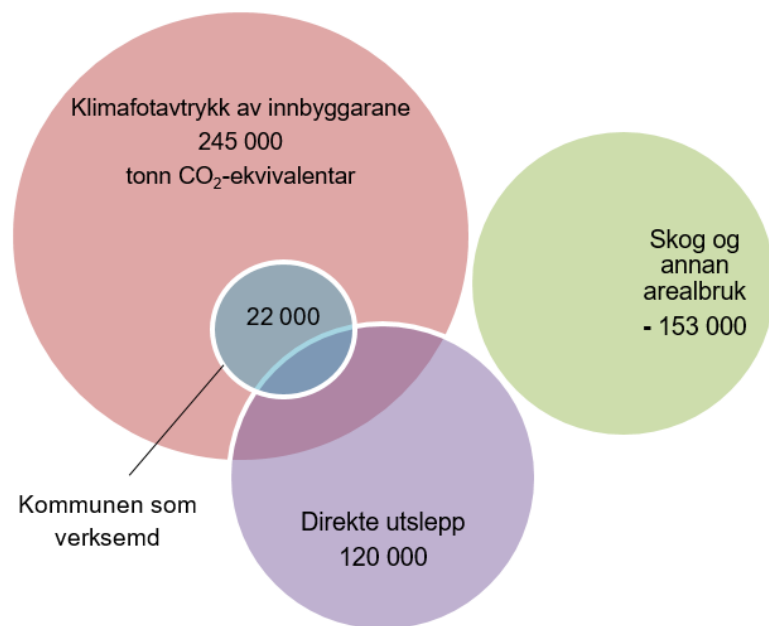 Klimafotavtrykk av innbyggarane
245 000
tonn CO₂-ekvivalentar
Skog og
annan
arealbruk
- 153 000
22 000
Kommunen som
verksemd
Direkte utslepp
120 000